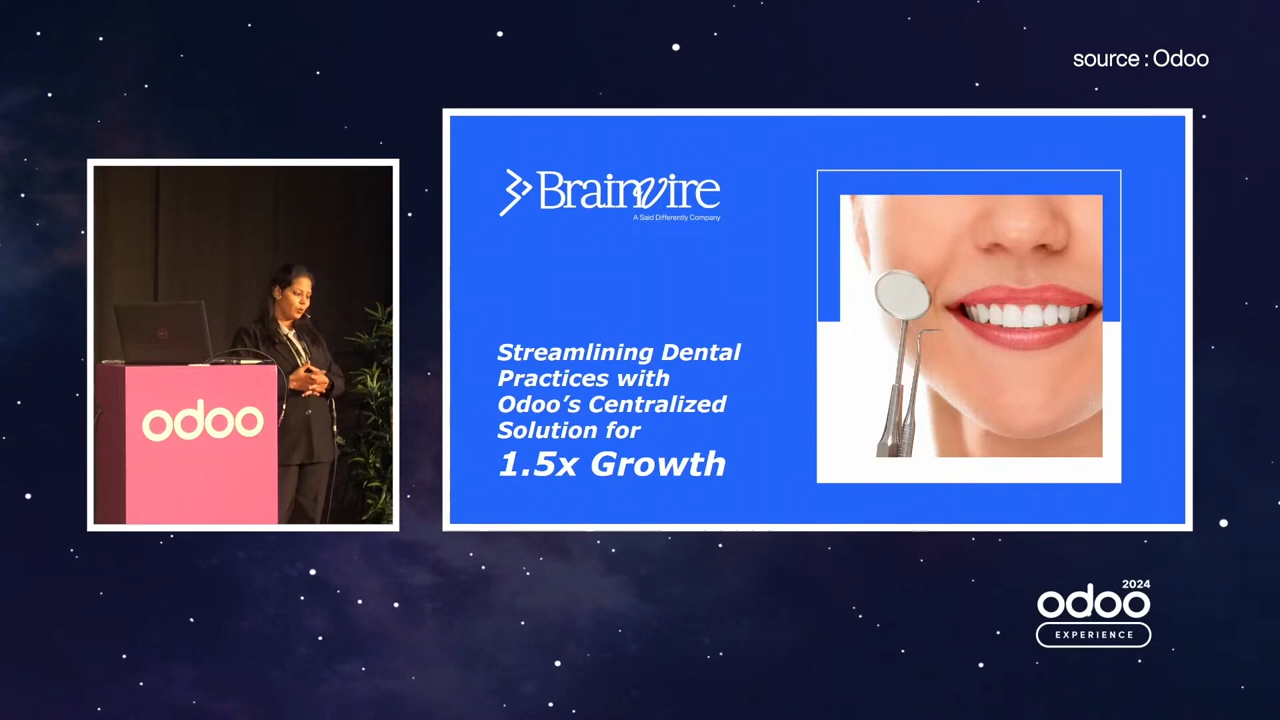 source : Odoo
Brainvire
A Said Differently Company
Streamlining Dental
Practices with
Odoo’s Centralized
Solution for
1.5x Growth
odoo
2024
odoo
EXPERIENCE